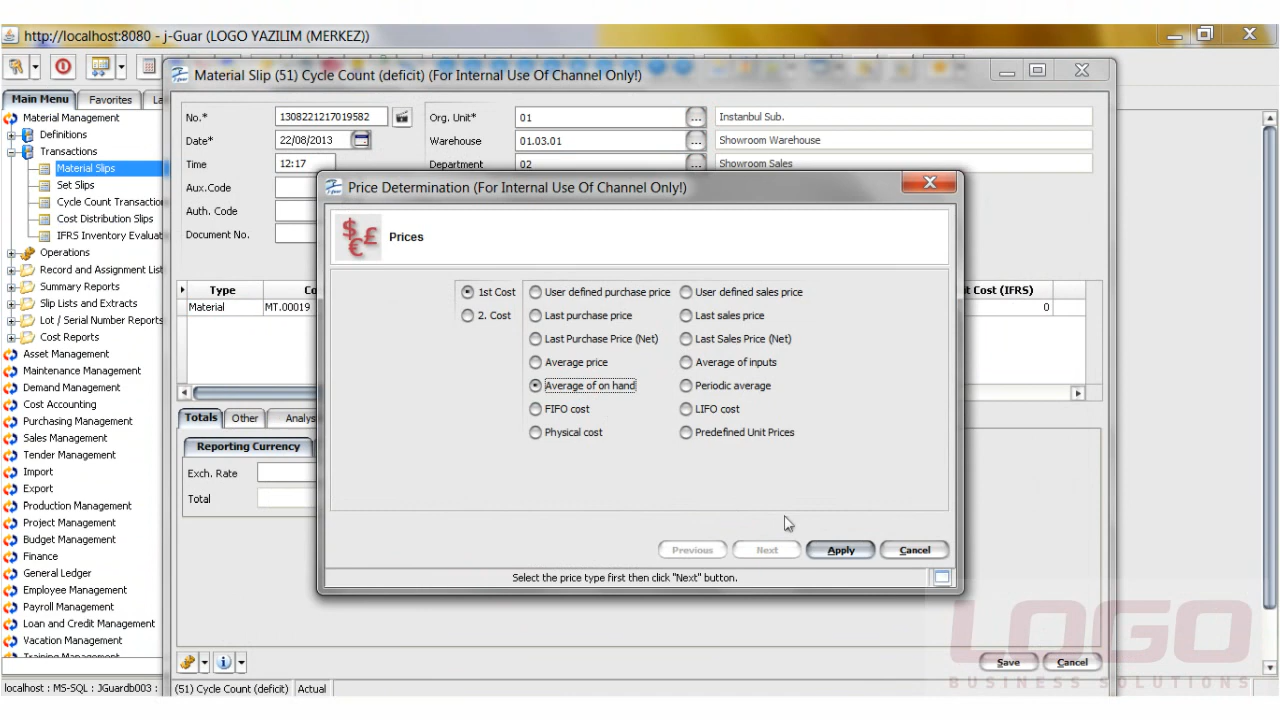 http://localhost:8080 - j-Guar (LOGO YAZILIM (MERKEZ))
Material Slip (51) Cycle Count (deficit) (For Internal Use Of Channel Only!)
Main Menu Favorites La
Material Management
Definitions
Transactions
Material Slips
Set Slips
Cycle Count Transactio
Cost Distribution Slips
IFRS Inventory Evaluat
Operations
Record and Assignment List
Summary Reports
Slip Lists and Extracts
Lot / Serial Number Reports
Cost Reports
Asset Management
Maintenance Management
Demand Management
Cost Accounting
Purchasing Management
Sales Management
Tender Management
Import
Export
Production Management
Project Management
Budget Management
Finance
General Ledger
Employee Management
Payroll Management
Loan and Credit Management
Vacation Management
Training Management
localhost : MS-SQL : JGuardb003 :
No.* 1308221217019582 Org. Unit* 01 ... Instanbul Sub.
Date* 22/08/2013 Warehouse 01.03.01 ... Showroom Warehouse
Time 12:17 Department 02 ... Showroom Sales
Aux.Code
Auth. Code
Document No.
Type Co t Cost (IFRS)
Material MT.00019 0
Totals Other Analys
Reporting Currency
Exch. Rate
Total
Price Determination (For Internal Use Of Channel Only!)
$ £ €
Prices
1st Cost User defined purchase price User defined sales price
2. Cost Last purchase price Last sales price
Last Purchase Price (Net) Last Sales Price (Net)
Average price Average of inputs
Average of on hand Periodic average
FIFO cost LIFO cost
Physical cost Predefined Unit Prices
Previous Next Apply Cancel
Select the price type first then click "Next" button.
Save Cancel
(51) Cycle Count (deficit) Actual
LOGO
BUSINESS SOLUTIONS